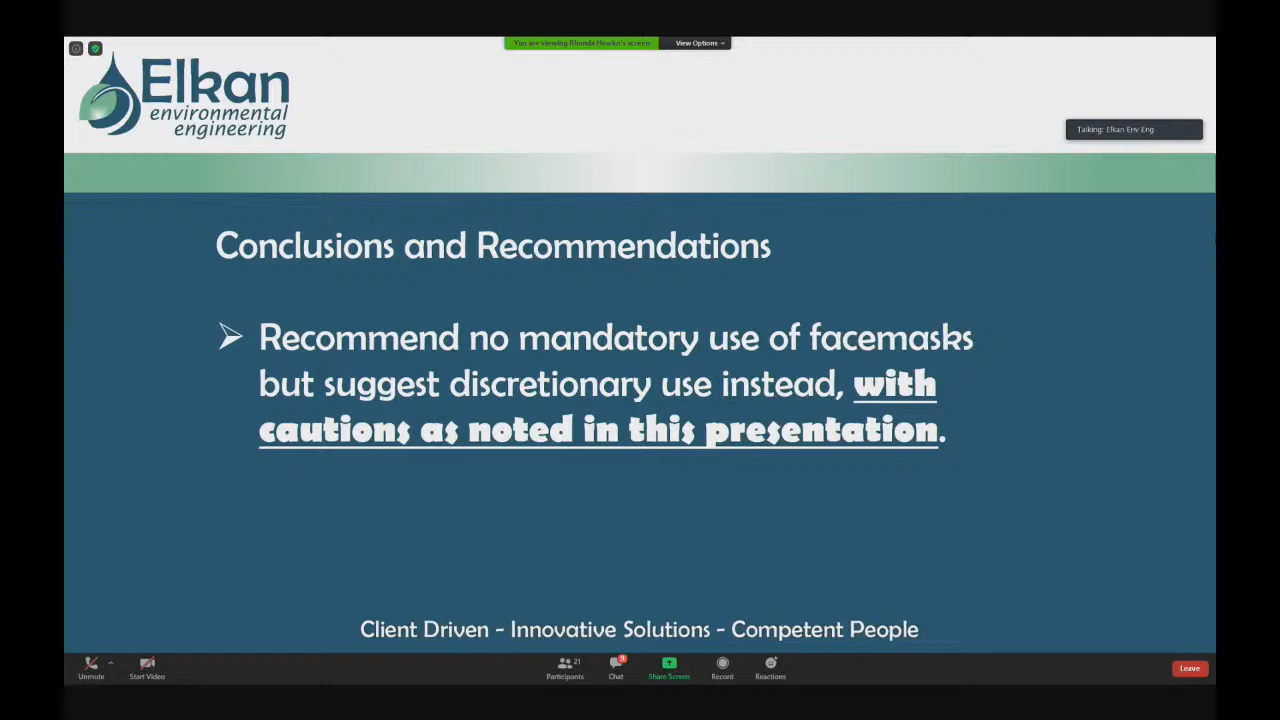 You are viewing Rhonda Hewko's screen
View Options
Elkan
environmental
engineering
Talking: Elkan Env Eng
Conclusions and Recommendations
Recommend no mandatory use of facemasks
but suggest discretionary use instead, with
cautions as noted in this presentation.
Client Driven - Innovative Solutions - Competent People
Unmute
Start Video
21
Participants
9
Chat
Share Screen
Record
Reactions
Leave